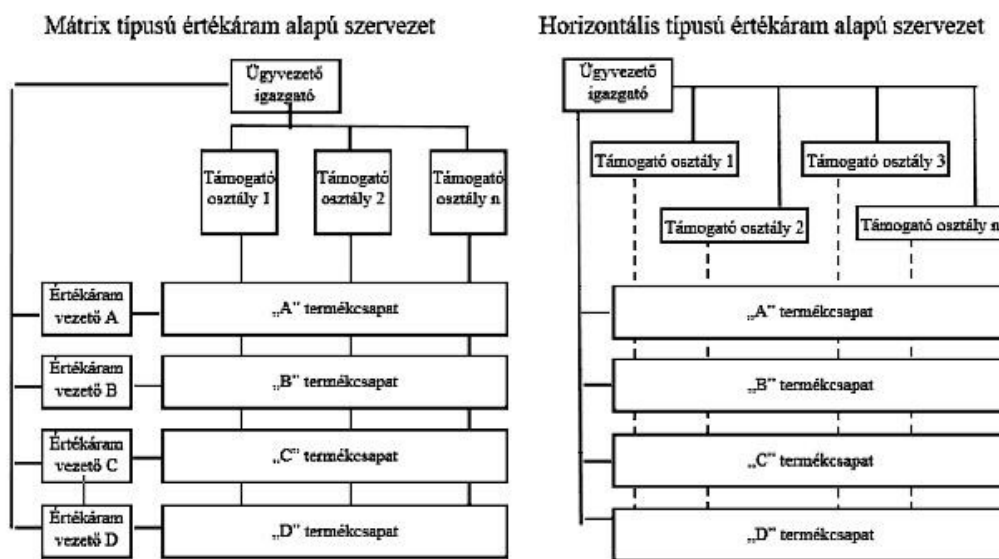 Mátrix típusú értékáram alapú szervezet
Ügyvezető
igazgató
Támogató
osztály 1
Támogató
osztály 2
Támogató
osztály n
Értékáram
vezető A
„A” termékcsapat
Értékáram
vezető B
„B” termékcsapat
Értékáram
vezető C
„C” termékcsapat
Értékáram
vezető D
„D” termékcsapat
Horizontális típusú értékáram alapú szervezet
Ügyvezető
igazgató
Támogató osztály 1
Támogató osztály 3
Támogató osztály 2
Támogató osztály n
„A” termékcsapat
„B” termékcsapat
„C” termékcsapat
„D” termékcsapat